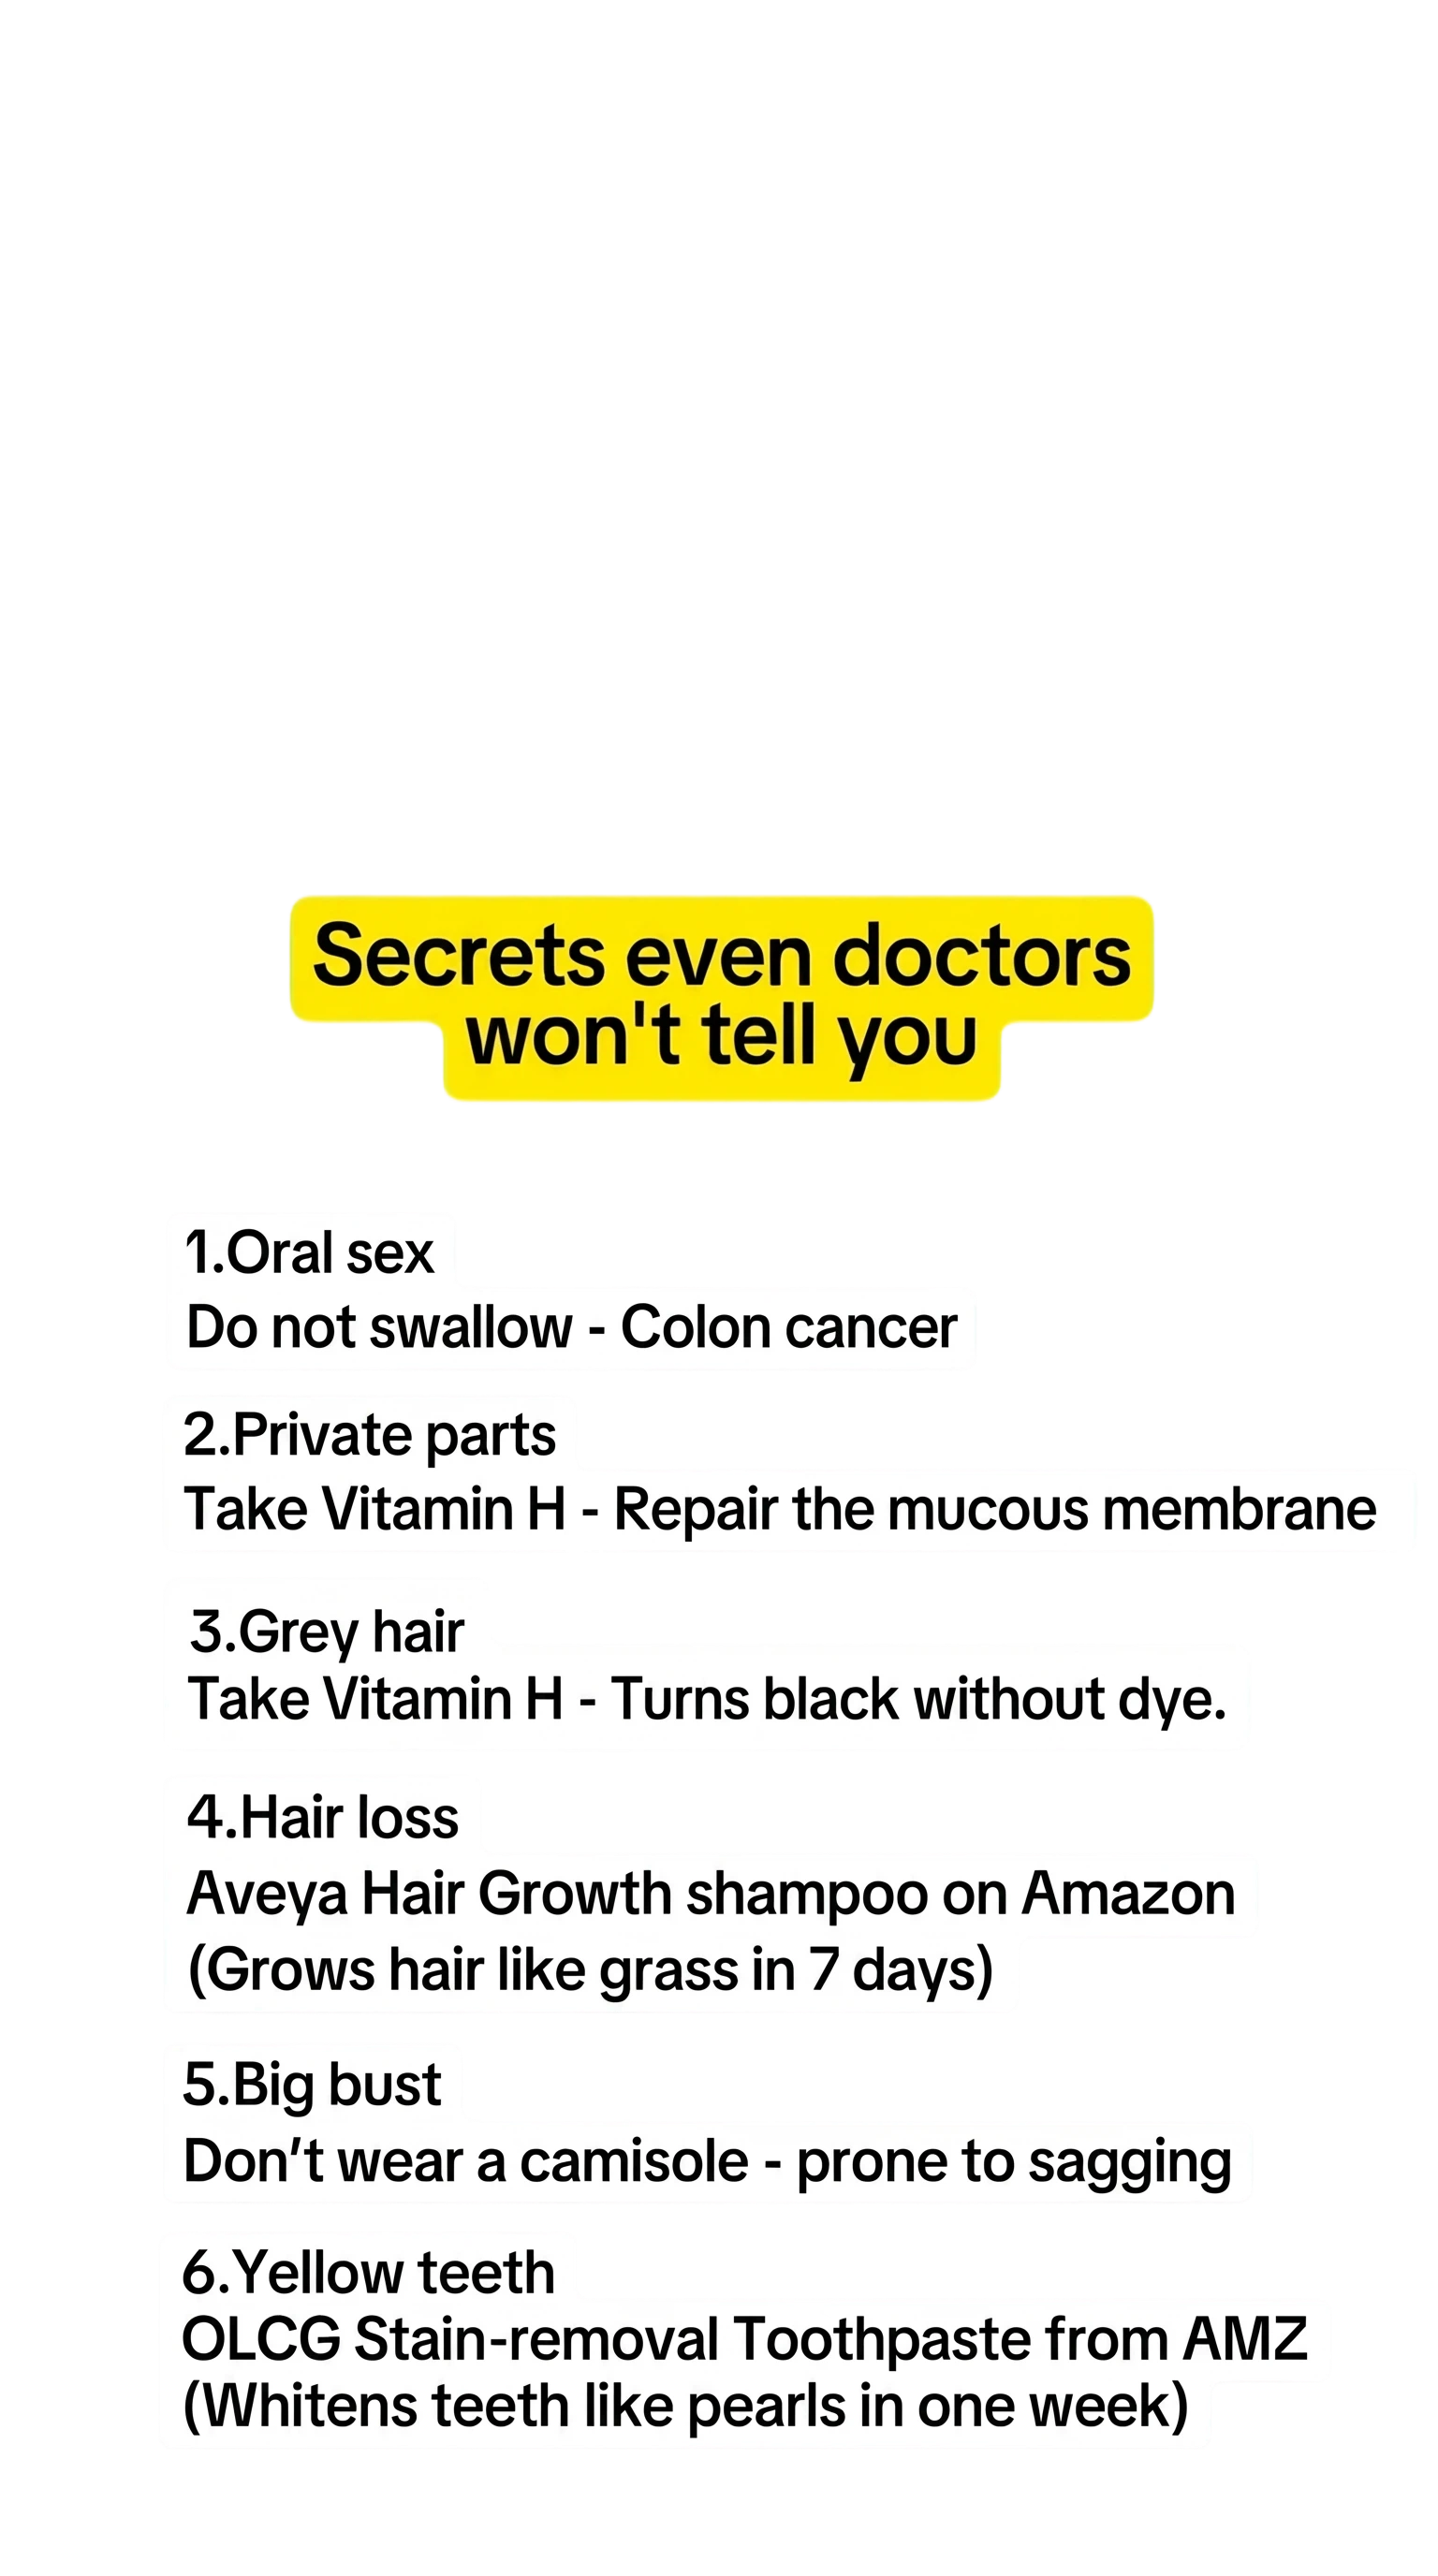 Secrets even doctors
won't tell you
1.Oral sex
Do not swallow - Colon cancer
2.Private parts
Take Vitamin H - Repair the mucous membrane
3.Grey hair
Take Vitamin H - Turns black without dye.
4.Hair loss
Aveya Hair Growth shampoo on Amazon
(Grows hair like grass in 7 days)
5.Big bust
Don’t wear a camisole - prone to sagging
6.Yellow teeth
OLCG Stain-removal Toothpaste from AMZ
(Whitens teeth like pearls in one week)